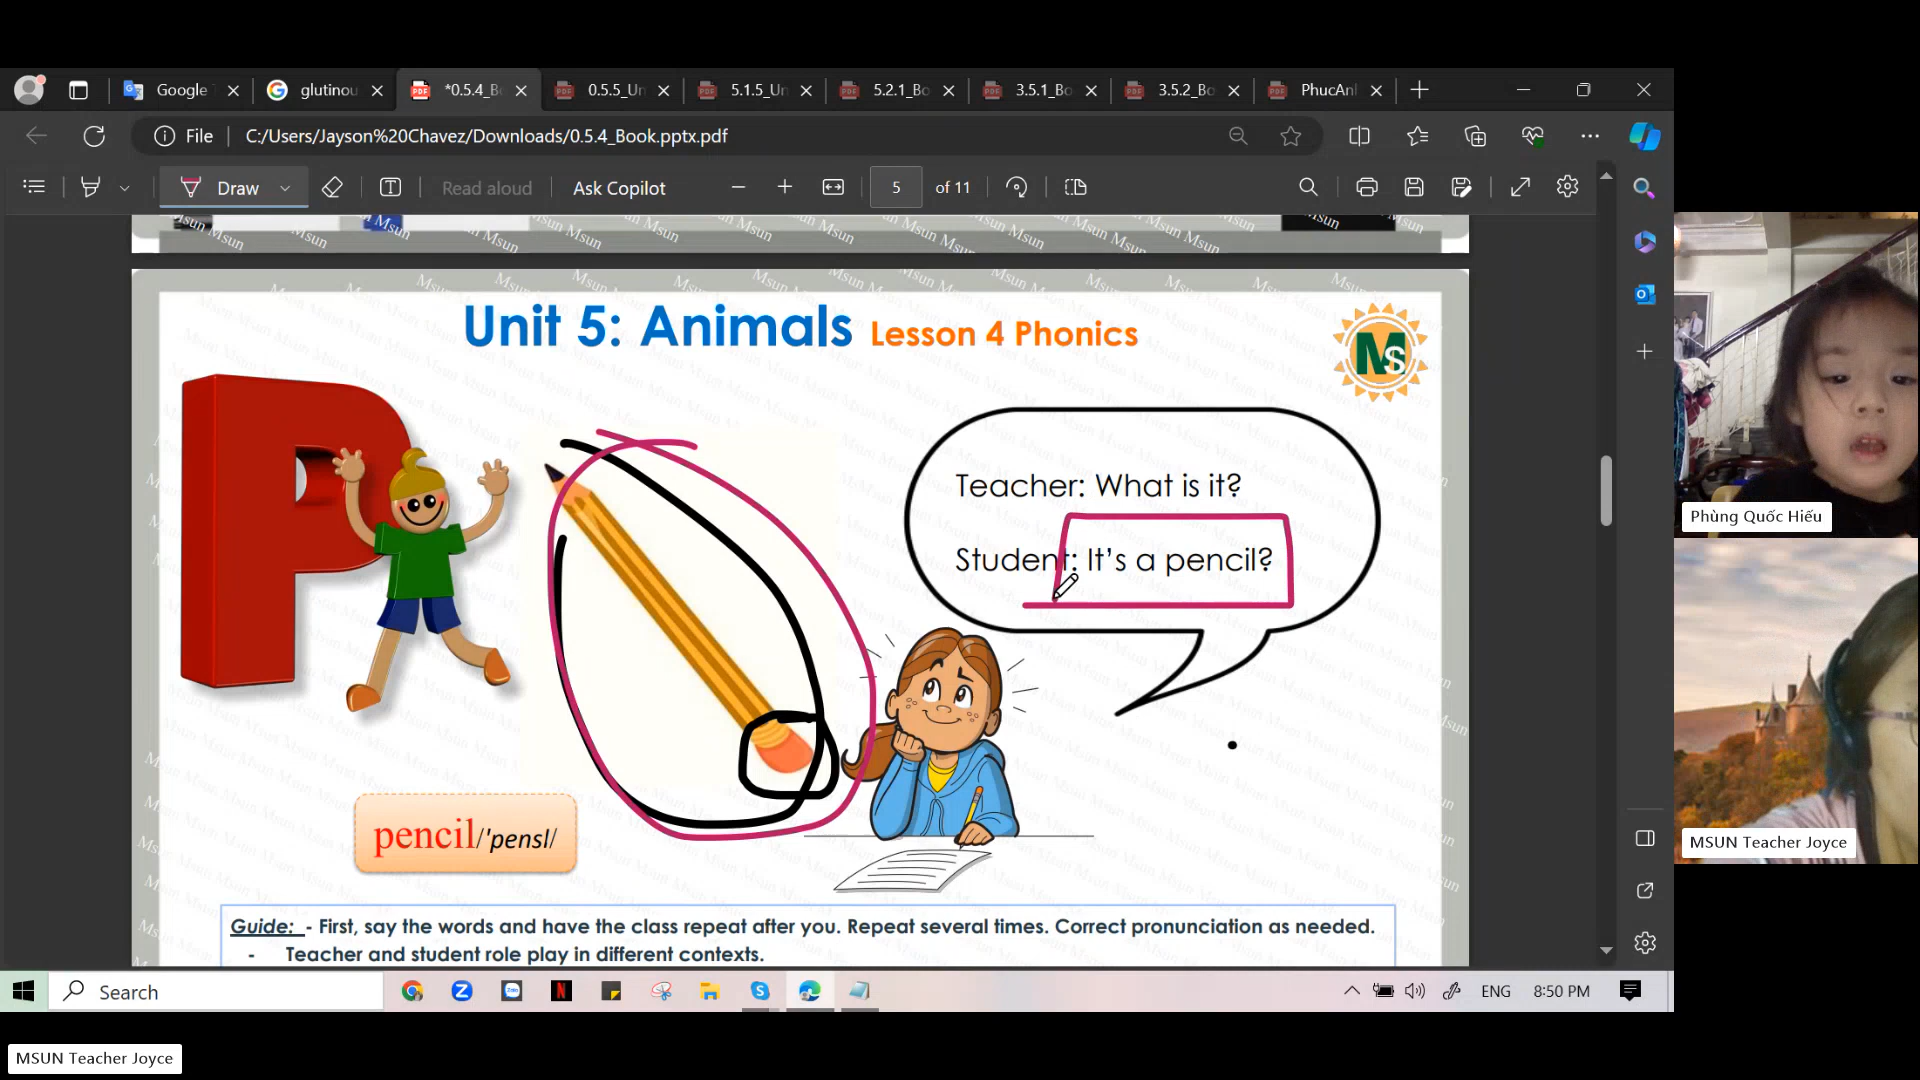 Google T
glutinou
*0.5.4_B
0.5.5_Un
5.1.5_Un
5.2.1_Bo
3.5.1_Bo
3.5.2_Bo
PhucAnl
File
C:/Users/Jayson%20Chavez/Downloads/0.5.4_Book.pptx.pdf
Draw
Read aloud
Ask Copilot
5
of 11
Unit 5: Animals Lesson 4 Phonics
Ms
P
Teacher: What is it?
Student: It's a pencil?
pencil/'pensl/
Guide: - First, say the words and have the class repeat after you. Repeat several times. Correct pronunciation as needed.
- Teacher and student role play in different contexts.
Msun
Phùng Quốc Hiếu
MSUN Teacher Joyce
Search
ENG
8:50 PM
MSUN Teacher Joyce